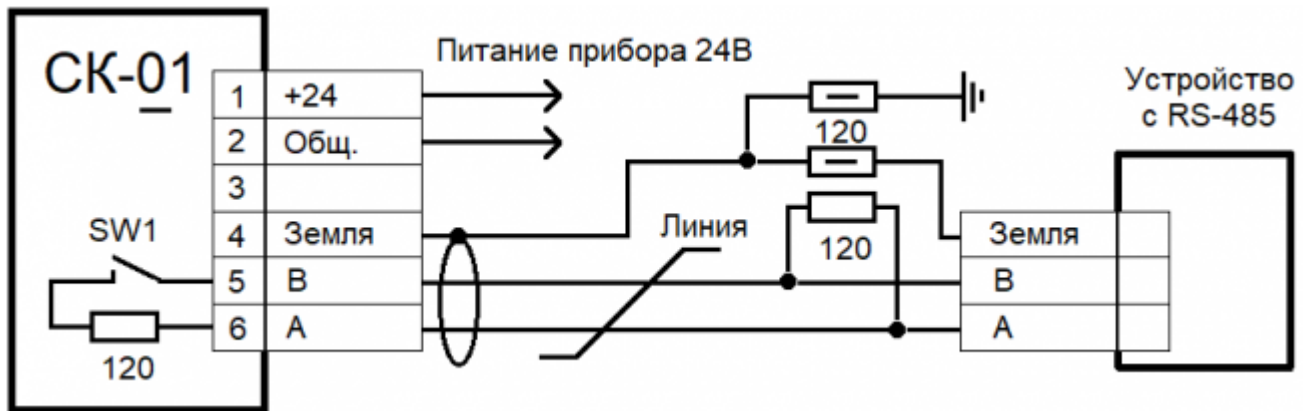 СК-01
Питание прибора 24В
Устройство
с RS-485
1 +24
2 Общ.
3
4 Земля
5 В
6 А
SW1
120
120
120
Линия
Земля
В
А